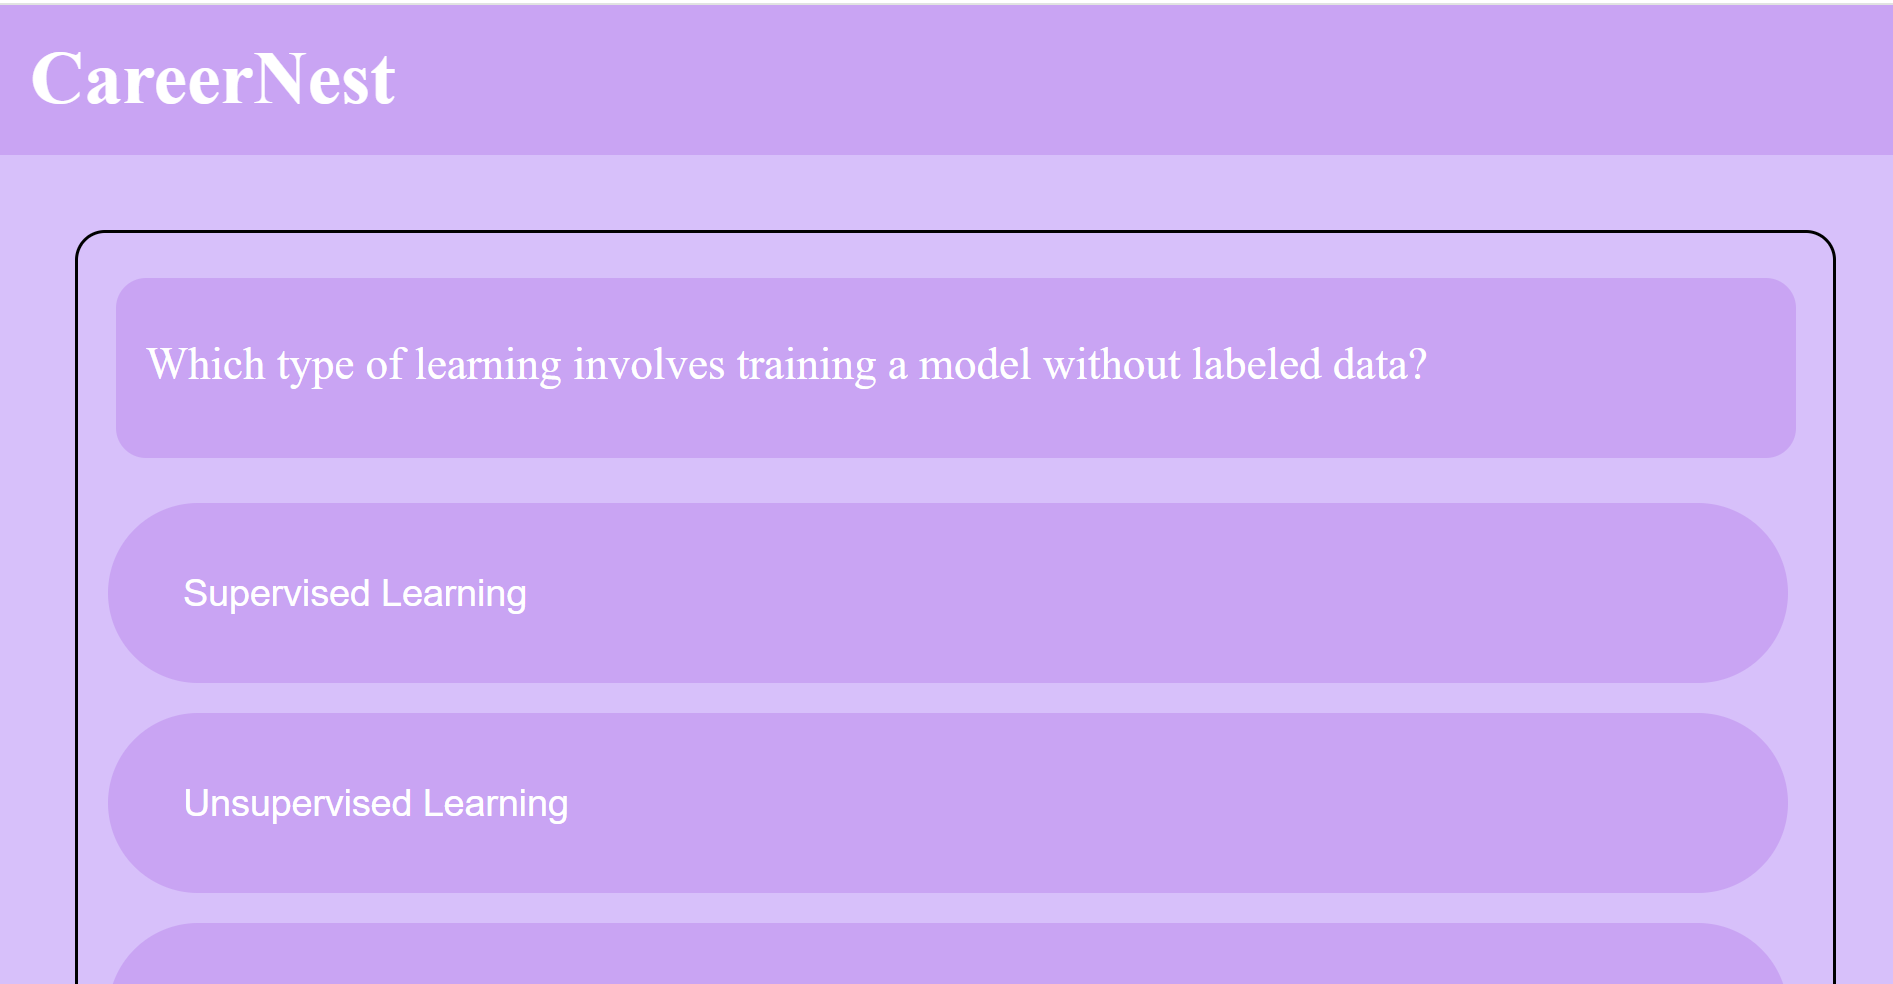 CareerNest
Which type of learning involves training a model without labeled data?
Supervised Learning
Unsupervised Learning